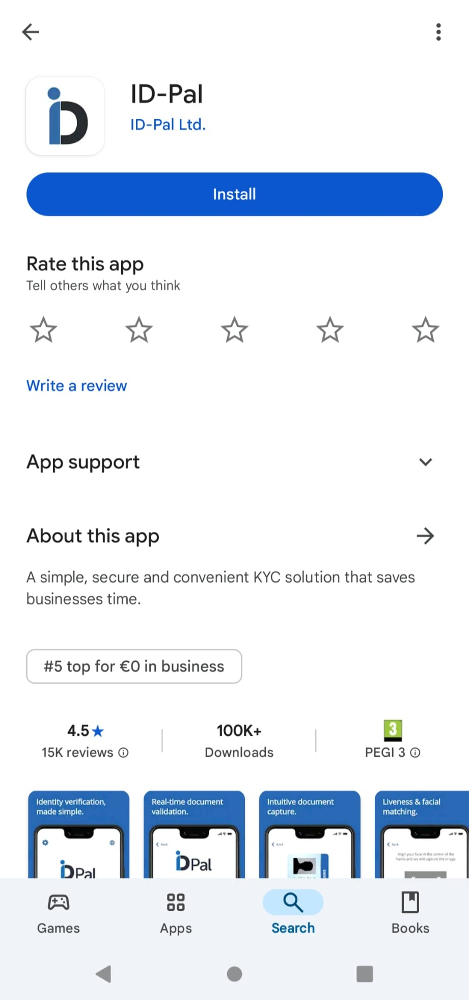 ID-Pal
ID-Pal Ltd.
Install
Rate this app
Tell others what you think
Write a review
App support
About this app
A simple, secure and convenient KYC solution that saves
businesses time.
#5 top for €0 in business
4.5★
15K reviews
100K+
Downloads
3
PEGI 3
Identity verification,
made simple.
iDPal
Real-time document
validation.
Back
iDPal
Intuitive document
capture.
Back
Liveness & facial
matching.
Back
Align your face in the centre of the
frame and we will capture the image.
Games
Apps
Search
Books